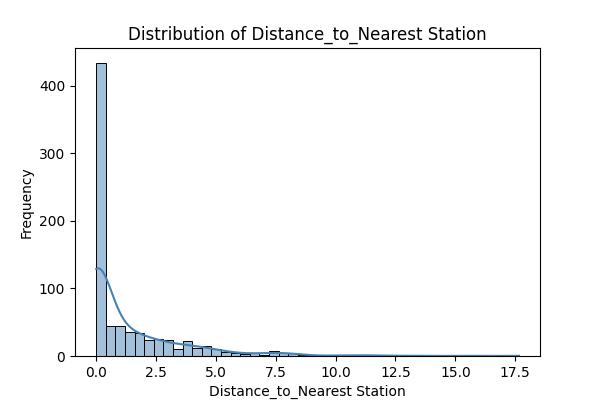 Distribution of Distance_to_Nearest Station
Frequency
400
300
200
100
0
0.0 2.5 5.0 7.5 10.0 12.5 15.0 17.5
Distance_to_Nearest Station